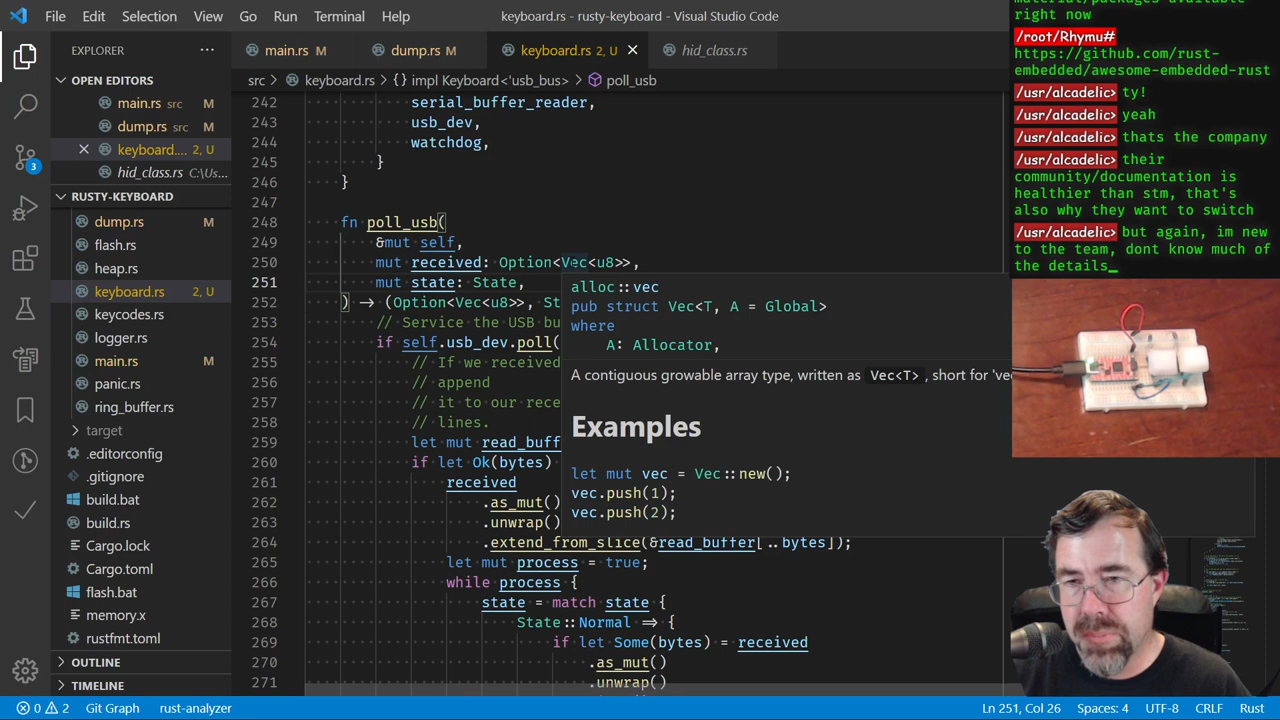 File Edit Selection View Go Run Terminal Help
keyboard.rs - rusty-keyboard - Visual Studio Code
EXPLORER
OPEN EDITORS
main.rs src M
dump.rs src M
keyboard.... 2, U
hid_class.rs C:\Us...
RUSTY-KEYBOARD
dump.rs M
flash.rs
heap.rs
keyboard.rs 2, U
keycodes.rs
logger.rs
main.rs M
panic.rs
ring_buffer.rs
target
.editorconfig
.gitignore
build.bat
build.rs
Cargo.lock
Cargo.toml
flash.bat
memory.x
rustfmt.toml
OUTLINE
TIMELINE
3
main.rs M
dump.rs M
keyboard.rs 2, U
hid_class.rs
src > keyboard.rs > {} impl Keyboard<'usb_bus> > poll_usb
242 serial_buffer_reader,
243 usb_dev,
244 watchdog,
245 }
246 }
247
248 fn poll_usb(
249 &mut self,
250 mut received: Option<Vec<u8>>,
251 mut state: State,
252 ) → (Option<Vec<u8>>, St
253 // Service the USB bu
254 if self.usb_dev.poll(
255 // If we received
256 // append
257 // it to our rece
258 // lines.
259 let mut read_buff
260 if let Ok(bytes)
261 received
262 .as_mut()
263 .unwrap()
264 .extend_from_slice(&read_buffer[..bytes]);
265 let mut process = true;
266 while process {
267 state = match state {
268 State::Normal ⇒ {
269 if let Some(bytes) = received
270 .as_mut()
271 .unwrap()
alloc::vec
pub struct Vec<T, A = Global>
where
A: Allocator,
A contiguous growable array type, written as Vec<T>, short for 'vec
Examples
let mut vec = Vec::new();
vec.push(1);
vec.push(2);
material/packages available
right now
/root/Rhymu#
https://github.com/rust-
embedded/awesome-embedded-rust
/usr/alcadelic> ty!
/usr/alcadelic> yeah
/usr/alcadelic> thats the company
/usr/alcadelic> their
community/documentation is
healthier than stm, that's
also why they want to switch
/usr/alcadelic> but again, im new
to the team, dont know much of
the details_
0 2 Git Graph rust-analyzer
Ln 251, Col 26 Spaces: 4 UTF-8 CRLF Rust